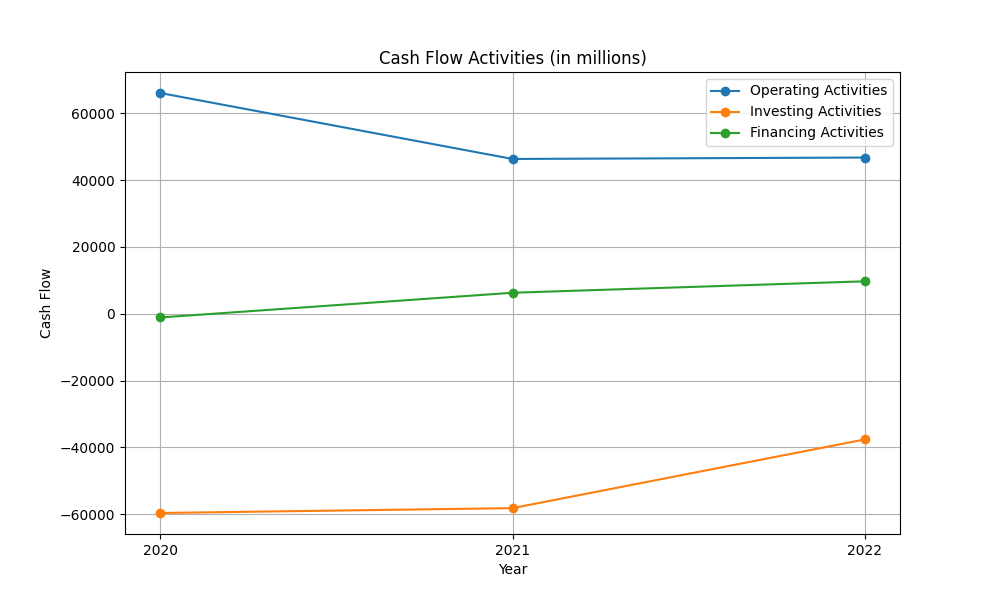 Cash Flow Activities (in millions)
Operating Activities
Investing Activities
Financing Activities
60000
40000
20000
0
−20000
−40000
−60000
Cash Flow
2020 2021 2022
Year